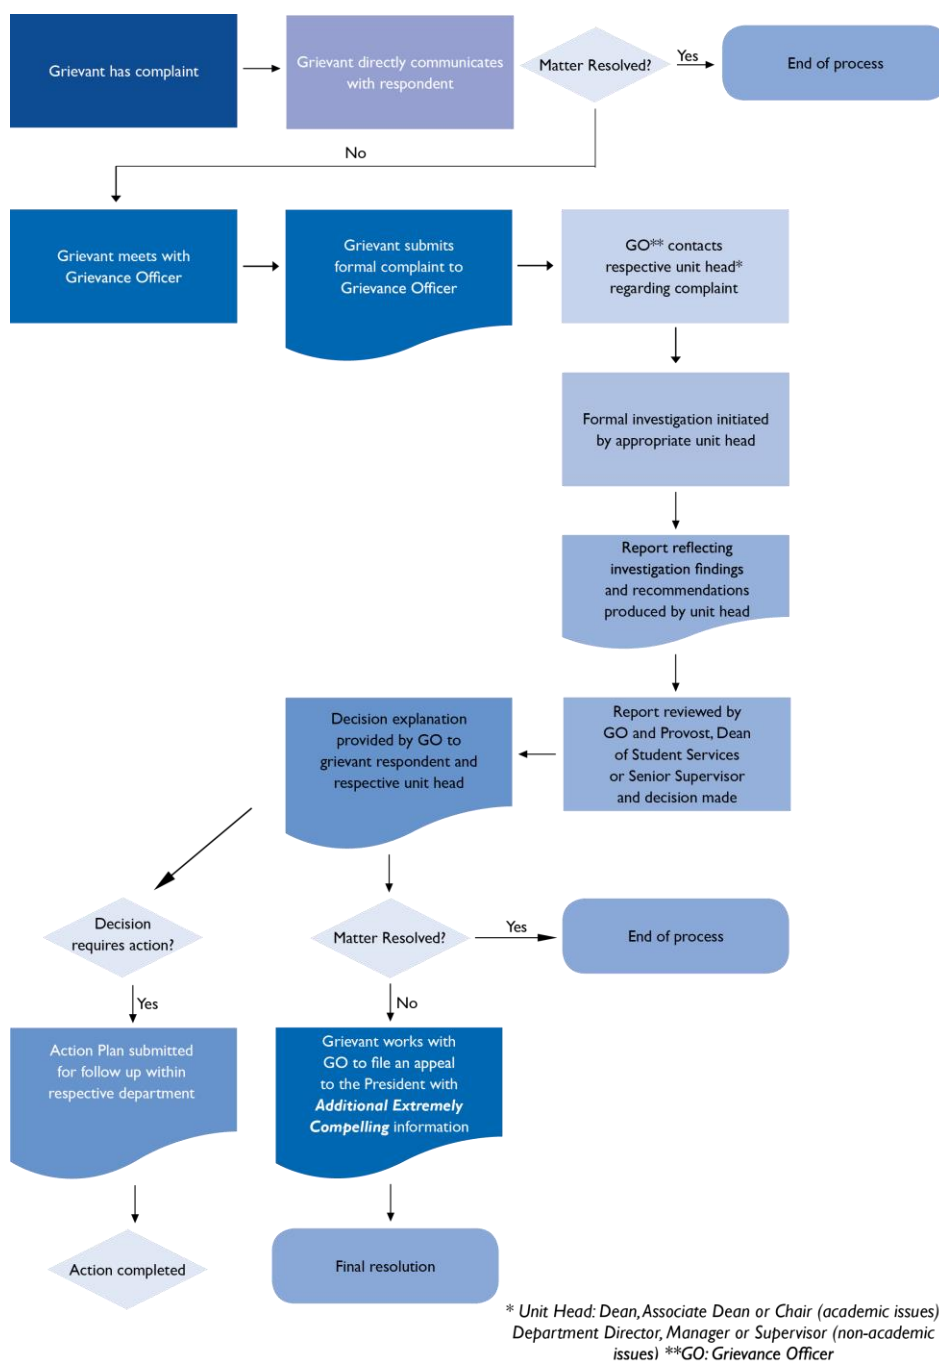 Grievant has complaint
Grievant directly communicates
with respondent
Matter Resolved?
Yes
End of process
No
Grievant meets with
Grievance Officer
Grievant submits
formal complaint to
Grievance Officer
GO** contacts
respective unit head*
regarding complaint
Formal investigation initiated
by appropriate unit head
Report reflecting
investigation findings
and recommendations
produced by unit head
Report reviewed by
GO and Provost, Dean
of Student Services
or Senior Supervisor
and decision made
Decision explanation
provided by GO to
grievant respondent and
respective unit head
Decision
requires action?
Yes
Action Plan submitted
for follow up within
respective department
Action completed
Matter Resolved?
Yes
End of process
No
Grievant works with
GO to file an appeal
to the President with
Additional Extremely
Compelling information
Final resolution
* Unit Head: Dean, Associate Dean or Chair (academic issues)
Department Director, Manager or Supervisor (non-academic
issues) **GO: Grievance Officer